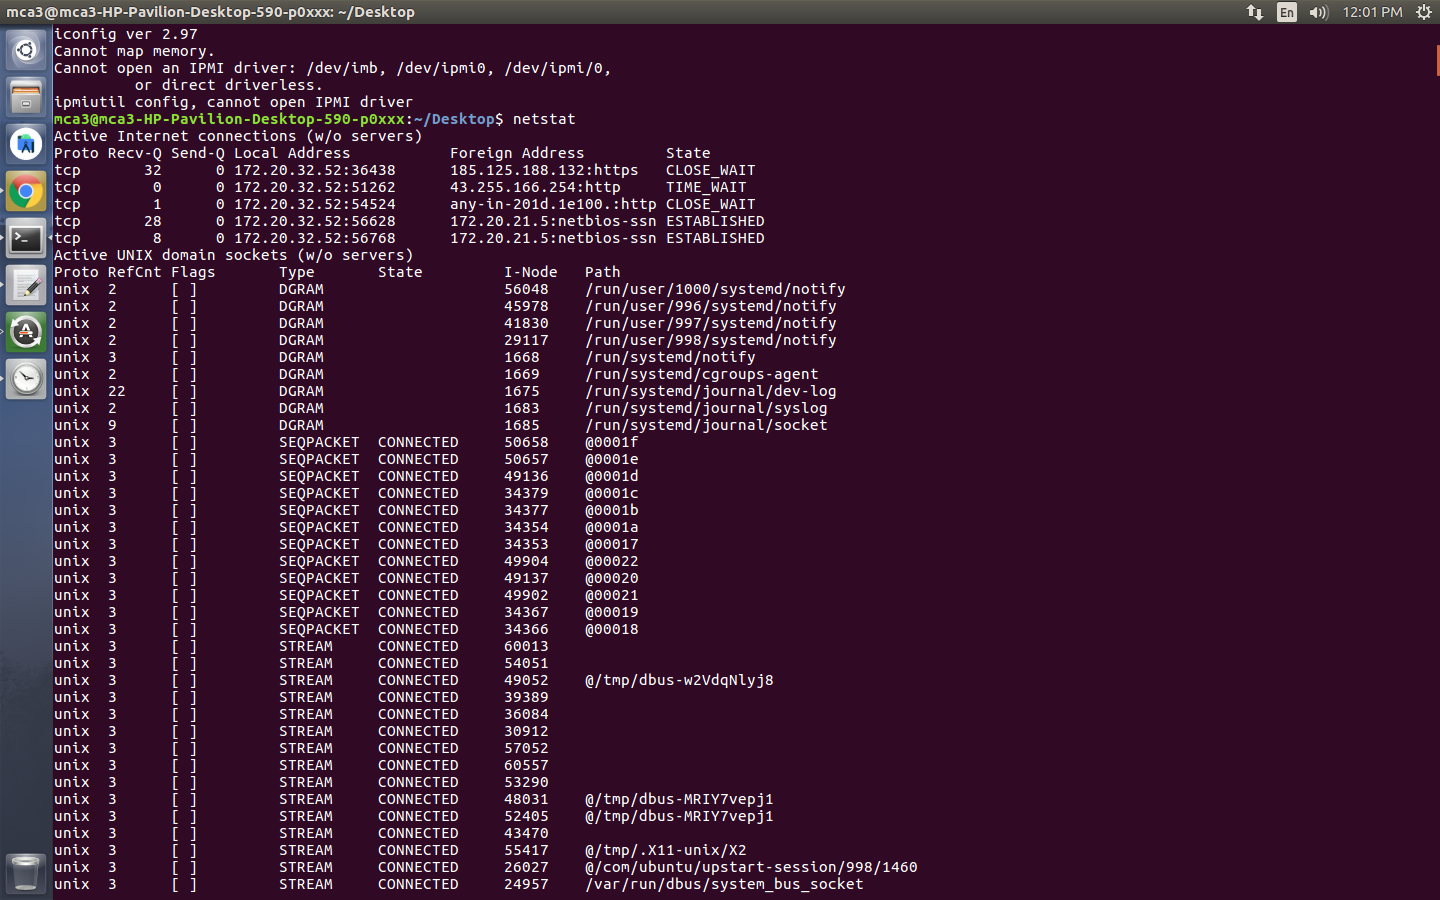 mca3@mca3-HP-Pavilion-Desktop-590-p0xxx: ~/Desktop En 12:01 PM
iconfig ver 2.97
Cannot map memory.
Cannot open an IPMI driver: /dev/imb, /dev/ipmi0, /dev/ipmi/0,
         or direct driverless.
ipmiutil config, cannot open IPMI driver
mca3@mca3-HP-Pavilion-Desktop-590-p0xxx:~/Desktop$ netstat
Active Internet connections (w/o servers)
Proto Recv-Q Send-Q Local Address           Foreign Address         State
tcp       32      0 172.20.32.52:36438      185.125.188.132:https   CLOSE_WAIT
tcp        0      0 172.20.32.52:51262      43.255.166.254:http     TIME_WAIT
tcp        1      0 172.20.32.52:54524      any-in-201d.1e100.:http CLOSE_WAIT
tcp       28      0 172.20.32.52:56628      172.20.21.5:netbios-ssn ESTABLISHED
tcp        8      0 172.20.32.52:56768      172.20.21.5:netbios-ssn ESTABLISHED
Active UNIX domain sockets (w/o servers)
Proto RefCnt Flags       Type       State         I-Node   Path
unix  2      [ ]         DGRAM                    56048    /run/user/1000/systemd/notify
unix  2      [ ]         DGRAM                    45978    /run/user/996/systemd/notify
unix  2      [ ]         DGRAM                    41830    /run/user/997/systemd/notify
unix  2      [ ]         DGRAM                    29117    /run/user/998/systemd/notify
unix  3      [ ]         DGRAM                    1668     /run/systemd/notify
unix  2      [ ]         DGRAM                    1669     /run/systemd/cgroups-agent
unix  22     [ ]         DGRAM                    1675     /run/systemd/journal/dev-log
unix  2      [ ]         DGRAM                    1683     /run/systemd/journal/syslog
unix  9      [ ]         DGRAM                    1685     /run/systemd/journal/socket
unix  3      [ ]         SEQPACKET  CONNECTED     50658    @0001f
unix  3      [ ]         SEQPACKET  CONNECTED     50657    @0001e
unix  3      [ ]         SEQPACKET  CONNECTED     49136    @0001d
unix  3      [ ]         SEQPACKET  CONNECTED     34379    @0001c
unix  3      [ ]         SEQPACKET  CONNECTED     34377    @0001b
unix  3      [ ]         SEQPACKET  CONNECTED     34354    @0001a
unix  3      [ ]         SEQPACKET  CONNECTED     34353    @00017
unix  3      [ ]         SEQPACKET  CONNECTED     49904    @00022
unix  3      [ ]         SEQPACKET  CONNECTED     49137    @00020
unix  3      [ ]         SEQPACKET  CONNECTED     49902    @00021
unix  3      [ ]         SEQPACKET  CONNECTED     34367    @00019
unix  3      [ ]         SEQPACKET  CONNECTED     34366    @00018
unix  3      [ ]         STREAM     CONNECTED     60013
unix  3      [ ]         STREAM     CONNECTED     54051
unix  3      [ ]         STREAM     CONNECTED     49052    @/tmp/dbus-w2VdqNlyj8
unix  3      [ ]         STREAM     CONNECTED     39389
unix  3      [ ]         STREAM     CONNECTED     36084
unix  3      [ ]         STREAM     CONNECTED     30912
unix  3      [ ]         STREAM     CONNECTED     57052
unix  3      [ ]         STREAM     CONNECTED     60557
unix  3      [ ]         STREAM     CONNECTED     53290
unix  3      [ ]         STREAM     CONNECTED     48031    @/tmp/dbus-MRIY7vepj1
unix  3      [ ]         STREAM     CONNECTED     52405    @/tmp/dbus-MRIY7vepj1
unix  3      [ ]         STREAM     CONNECTED     43470
unix  3      [ ]         STREAM     CONNECTED     55417    @/tmp/.X11-unix/X2
unix  3      [ ]         STREAM     CONNECTED     26027    @/com/ubuntu/upstart-session/998/1460
unix  3      [ ]         STREAM     CONNECTED     24957    /var/run/dbus/system_bus_socket